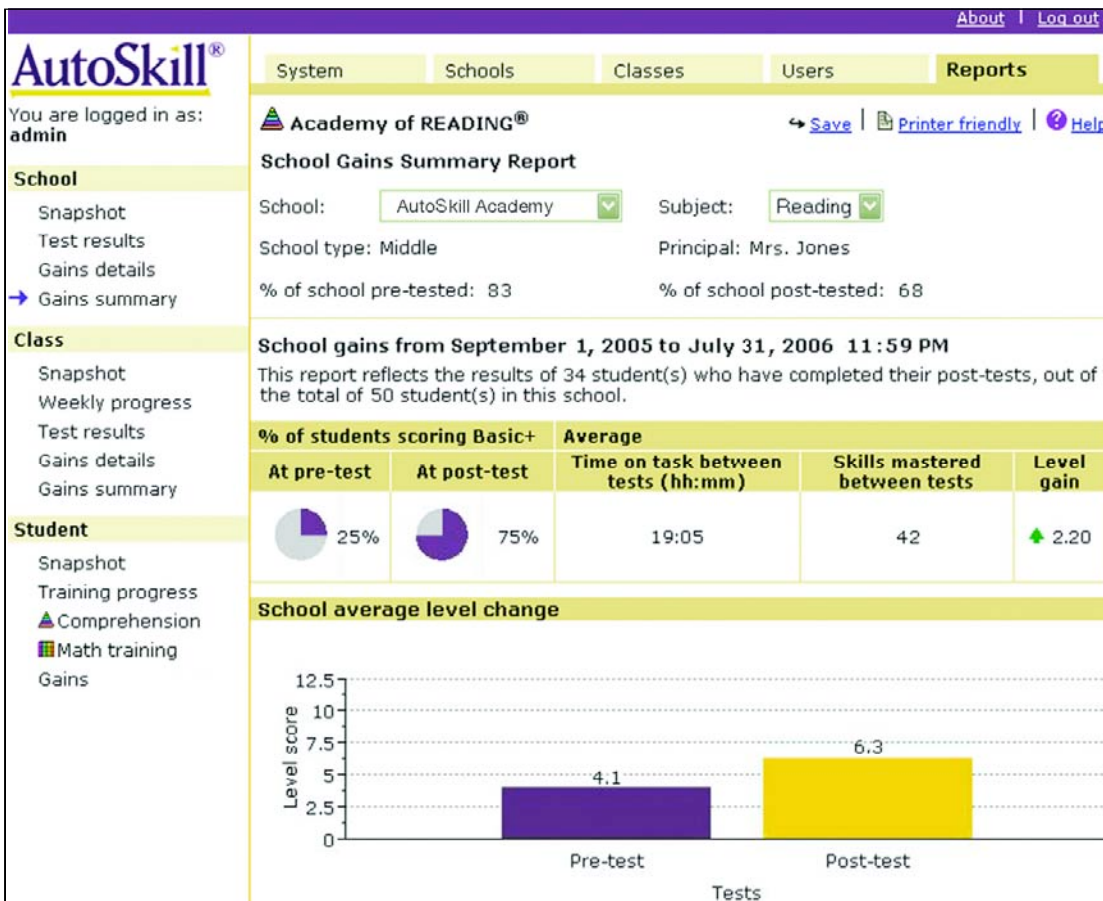 About | Log out
AutoSkill®
System Schools Classes Users Reports
You are logged in as:
admin
School
Snapshot
Test results
Gains details
Gains summary
Class
Snapshot
Weekly progress
Test results
Gains details
Gains summary
Student
Snapshot
Training progress
Comprehension
Math training
Gains
Academy of READING®
Save | Printer friendly | Help
School Gains Summary Report
School: AutoSkill Academy Subject: Reading
School type: Middle Principal: Mrs. Jones
% of school pre-tested: 83 % of school post-tested: 68
School gains from September 1, 2005 to July 31, 2006 11:59 PM
This report reflects the results of 34 student(s) who have completed their post-tests, out of
the total of 50 student(s) in this school.
% of students scoring Basic+ Average
At pre-test At post-test Time on task between tests (hh:mm) Skills mastered between tests Level gain
25% 75% 19:05 42 2.20
School average level change
12.5
10
7.5
5
2.5
0
Level score
4.1
6.3
Pre-test Post-test
Tests